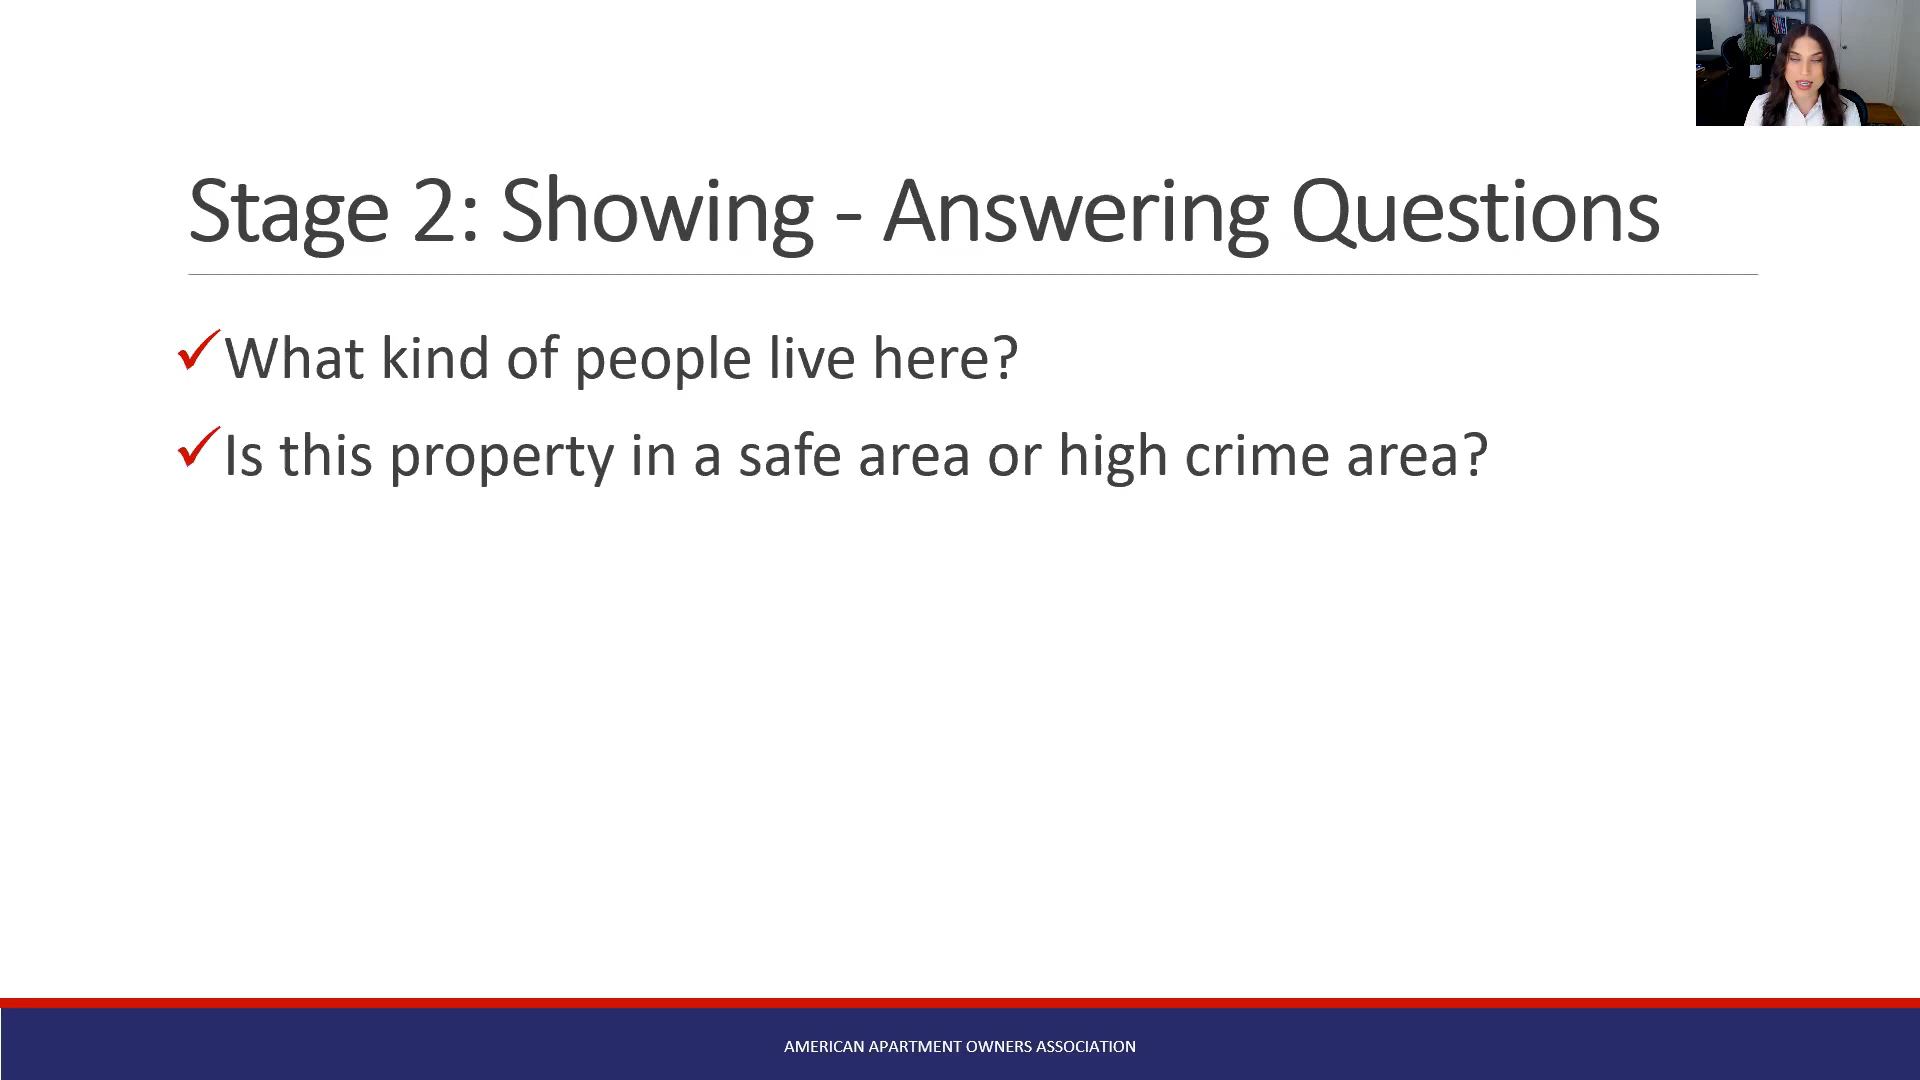 Stage 2: Showing - Answering Questions
What kind of people live here?
Is this property in a safe area or high crime area?
AMERICAN APARTMENT OWNERS ASSOCIATION